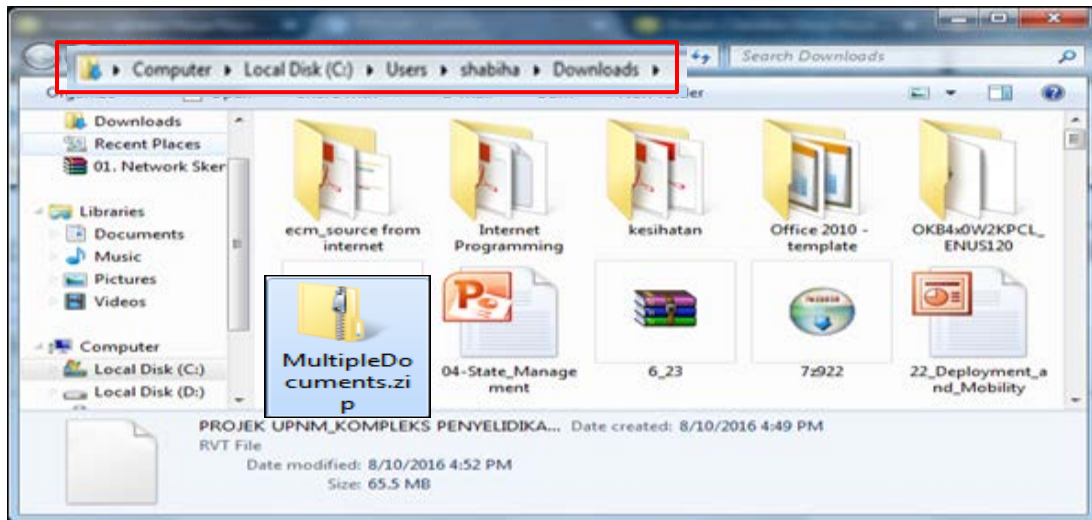 Computer ▸ Local Disk (C:) ▸ Users ▸ shabiha ▸ Downloads ▸
Search Downloads
Downloads
Recent Places
01. Network Sker
Libraries
Documents
Music
Pictures
Videos
Computer
Local Disk (C:)
Local Disk (D:)
ecm_source from
internet
Internet
Programming
kesihatan
Office 2010 -
template
OKB4x0W2KPCL_
ENUS120
MultipleDo
cuments.zi
p
04-State_Manage
ment
6_23
7z922
22_Deployment_a
nd_Mobility
PROJEK UPNM_KOMPLEKS PENYELIDIKA... Date created: 8/10/2016 4:49 PM
RVT File
Date modified: 8/10/2016 4:52 PM
Size: 65.5 MB